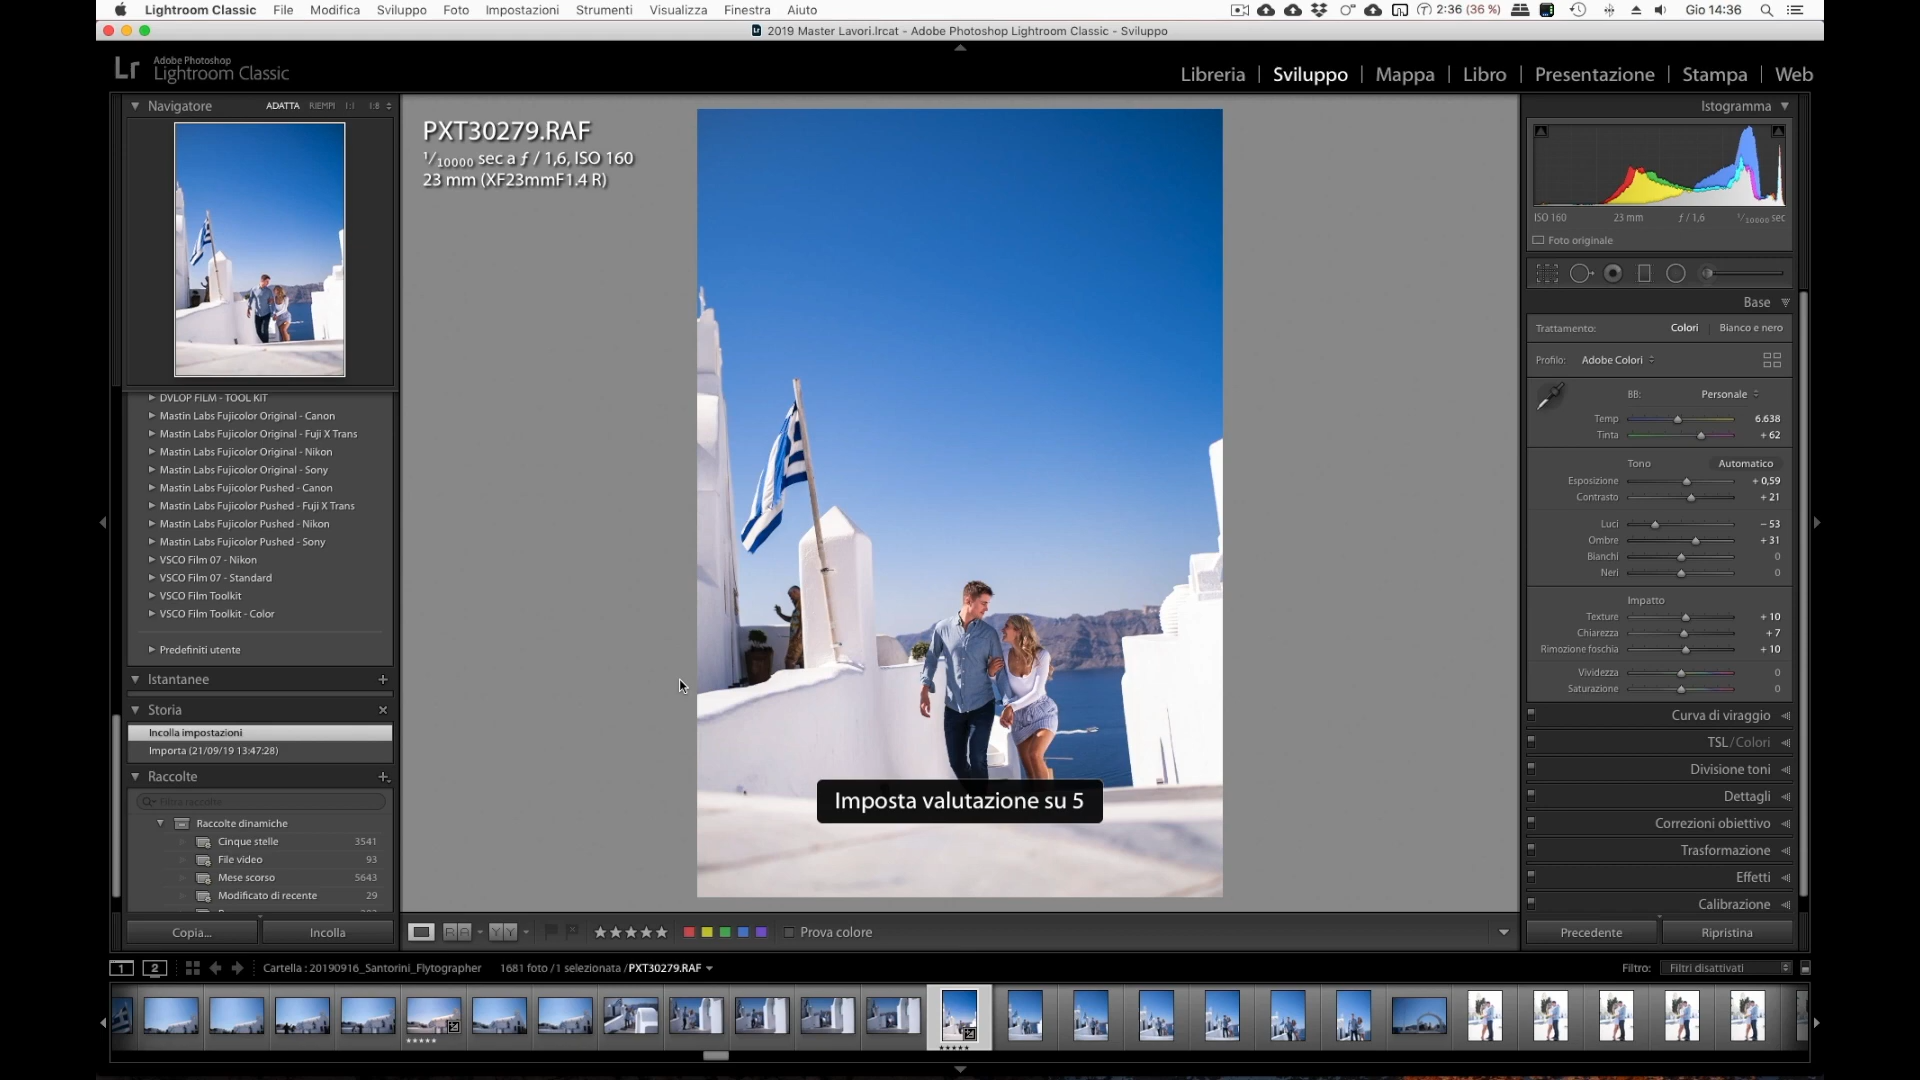 Lightroom Classic File Modifica Sviluppo Foto Impostazioni Strumenti Visualizza Finestra Aiuto 2:36 (36 %) Gio 14:36
2019 Master Lavori.lrcat - Adobe Photoshop Lightroom Classic - Sviluppo
Lr Adobe Photoshop
Lightroom Classic
Libreria | Sviluppo | Mappa | Libro | Presentazione | Stampa | Web
Navigatore ADATTA RIEMPI 1:1 1:8
DVLOP FILM - TOOL KIT
Mastin Labs Fujicolor Original - Canon
Mastin Labs Fujicolor Original - Fuji X Trans
Mastin Labs Fujicolor Original - Nikon
Mastin Labs Fujicolor Original - Sony
Mastin Labs Fujicolor Pushed - Canon
Mastin Labs Fujicolor Pushed - Fuji X Trans
Mastin Labs Fujicolor Pushed - Nikon
Mastin Labs Fujicolor Pushed - Sony
VSCO Film 07 - Nikon
VSCO Film 07 - Standard
VSCO Film Toolkit
VSCO Film Toolkit - Color
Predefiniti utente
Istantanee +
Storia ×
Incolla impostazioni
Importa (21/09/19 13:47:28)
Raccolte +
Filtra raccolte
Raccolte dinamiche
Cinque stelle 3541
File video 93
Mese scorso 5643
Modificato di recente 29
Copia... Incolla
PXT30279.RAF
1/10000 sec a ƒ / 1,6, ISO 160
23 mm (XF23mmF1.4 R)
Imposta valutazione su 5
R A Y Y ★★★★★ Prova colore
Istogramma
ISO 160 23 mm ƒ / 1,6 1/10000 sec
Foto originale
Base
Trattamento: Colori Bianco e nero
Profilo: Adobe Colori
BB: Personale
Temp 6.638
Tinta + 62
Tono Automatico
Esposizione + 0,59
Contrasto + 21
Luci − 53
Ombre + 31
Bianchi 0
Neri 0
Impatto
Texture + 10
Chiarezza + 7
Rimozione foschia + 10
Vividezza 0
Saturazione 0
Curva di viraggio
TSL / Colori
Divisione toni
Dettagli
Correzioni obiettivo
Trasformazione
Effetti
Calibrazione
Precedente Ripristina
1 2 Cartella : 20190916_Santorini_Flytographer 1681 foto / 1 selezionata / PXT30279.RAF Filtro: Filtri disattivati
★★★★★ ★★★★★